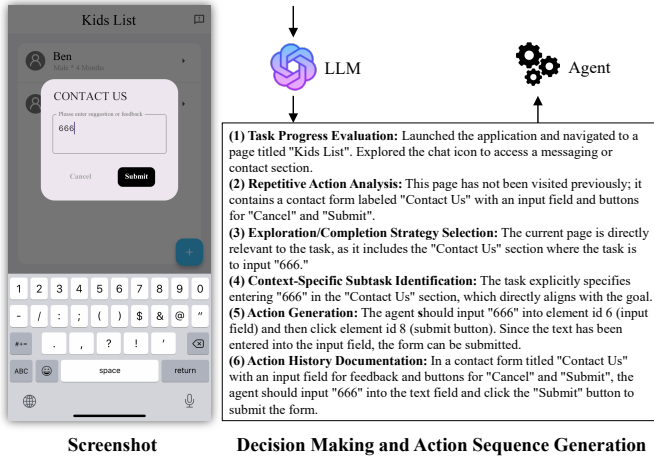 Kids List
Ben
Male * 4 Months
CONTACT US
Please enter suggestion or feedback
666
Cancel
Submit
+
1 2 3 4 5 6 7 8 9 0
- / : ; ( ) $ & @ "
#+= . , ? ! '
ABC space return
Screenshot
LLM
Agent
(1) Task Progress Evaluation: Launched the application and navigated to a
page titled "Kids List". Explored the chat icon to access a messaging or
contact section.
(2) Repetitive Action Analysis: This page has not been visited previously; it
contains a contact form labeled "Contact Us" with an input field and buttons
for "Cancel" and "Submit".
(3) Exploration/Completion Strategy Selection: The current page is directly
relevant to the task, as it includes the "Contact Us" section where the task is
to input "666."
(4) Context-Specific Subtask Identification: The task explicitly specifies
entering "666" in the "Contact Us" section, which directly aligns with the goal.
(5) Action Generation: The agent should input "666" into element id 6 (input
field) and then click element id 8 (submit button). Since the text has been
entered into the input field, the form can be submitted.
(6) Action History Documentation: In a contact form titled "Contact Us"
with an input field for feedback and buttons for "Cancel" and "Submit", the
agent should input "666" into the text field and click the "Submit" button to
submit the form.
Decision Making and Action Sequence Generation